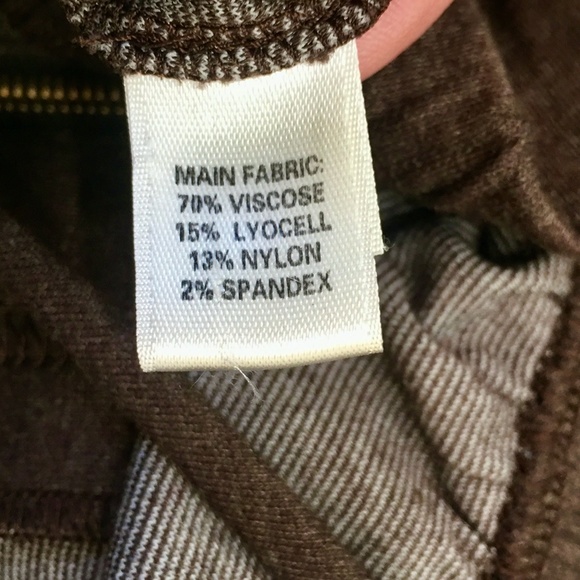 MAIN FABRIC:
70% VISCOSE
15% LYOCELL
13% NYLON
2% SPANDEX